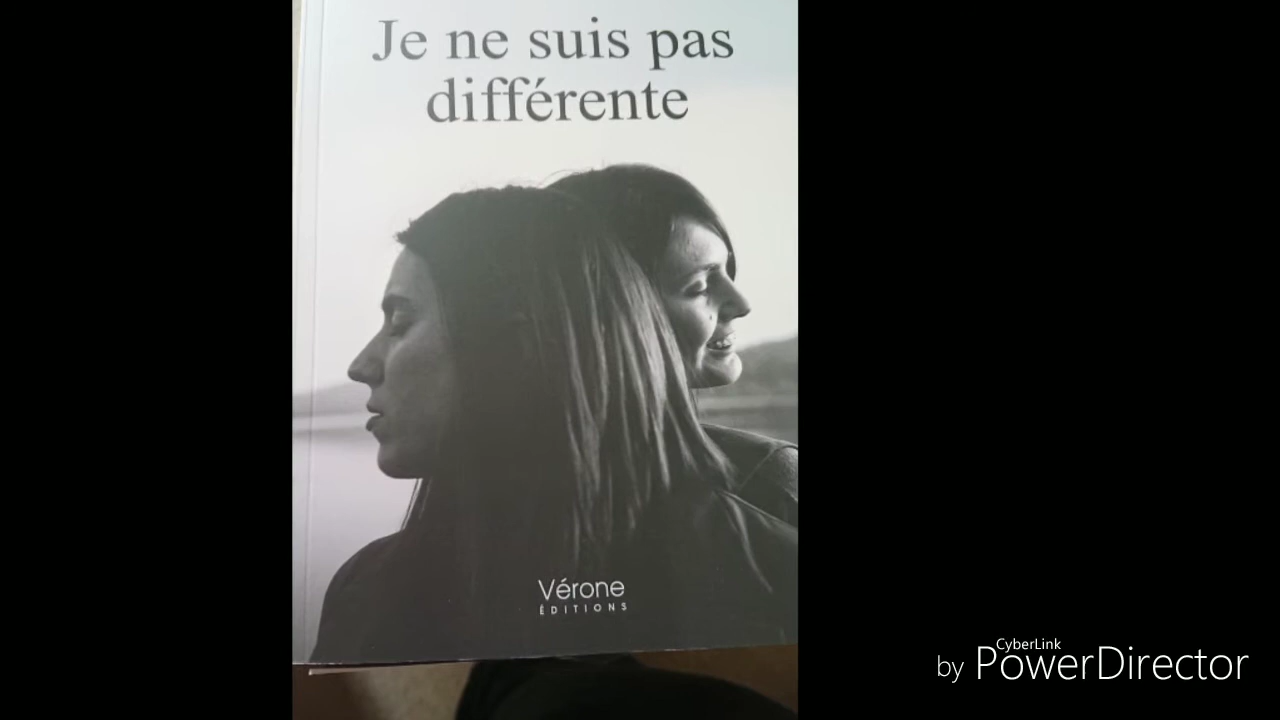 Je ne suis pas
différente
Vérone
ÉDITIONS
CyberLink
by PowerDirector